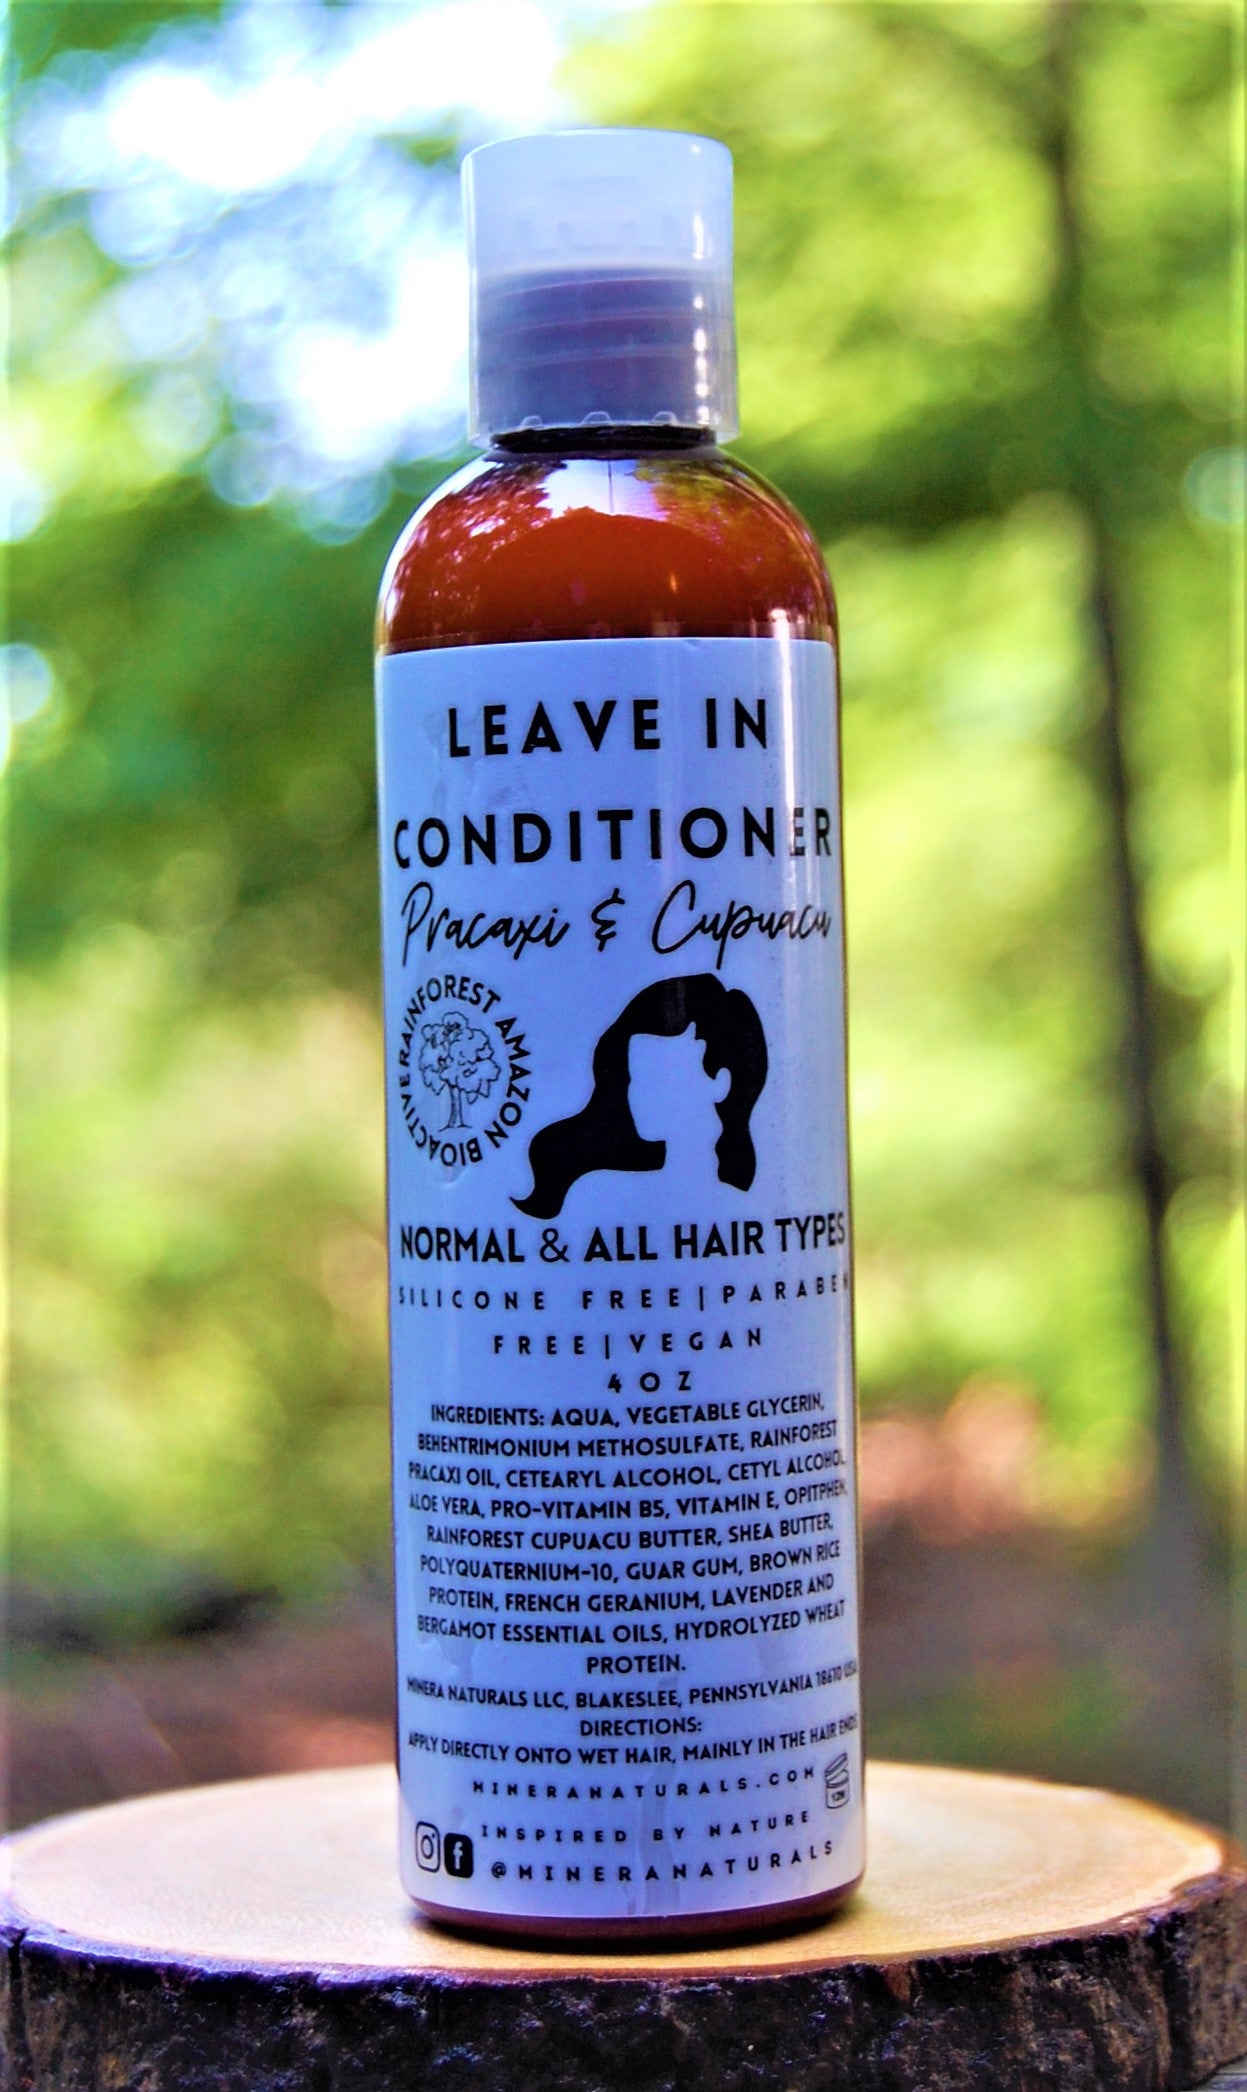 LEAVE IN
CONDITIONER
Pracaxi & Cupuacu
RAINFOREST AMAZON BIOACTIVE
NORMAL & ALL HAIR TYPES
SILICONE FREE|PARABEN
FREE|VEGAN
4OZ
INGREDIENTS: AQUA, VEGETABLE GLYCERIN,
BEHENTRIMONIUM METHOSULFATE, RAINFOREST
PRACAXI OIL, CETEARYL ALCOHOL, CETYL ALCOHOL,
ALOE VERA, PRO-VITAMIN B5, VITAMIN E, OPITPHEN,
RAINFOREST CUPUACU BUTTER, SHEA BUTTER,
POLYQUATERNIUM-10, GUAR GUM, BROWN RICE
PROTEIN, FRENCH GERANIUM, LAVENDER AND
BERGAMOT ESSENTIAL OILS, HYDROLYZED WHEAT
PROTEIN.
MINERA NATURALS LLC, BLAKESLEE, PENNSYLVANIA 18610 USA
DIRECTIONS:
APPLY DIRECTLY ONTO WET HAIR, MAINLY IN THE HAIR ENDS
MINERANATURALS.COM
12M
INSPIRED BY NATURE
@MINERANATURALS